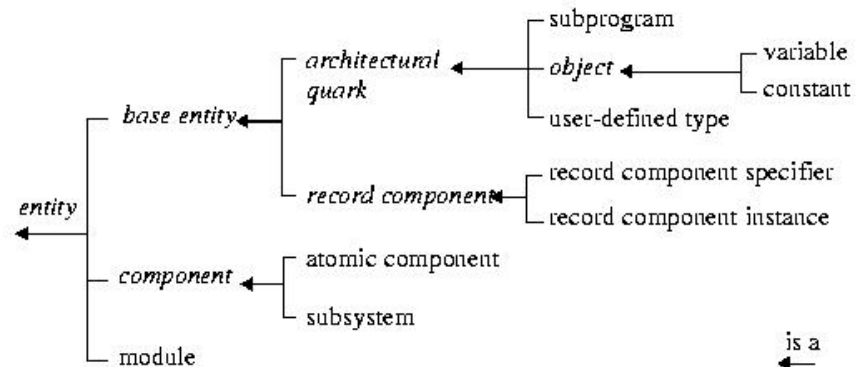 subprogram
architectural
quark
object
variable
constant
base entity
user-defined type
record component
record component specifier
record component instance
entity
component
atomic component
subsystem
module
is a